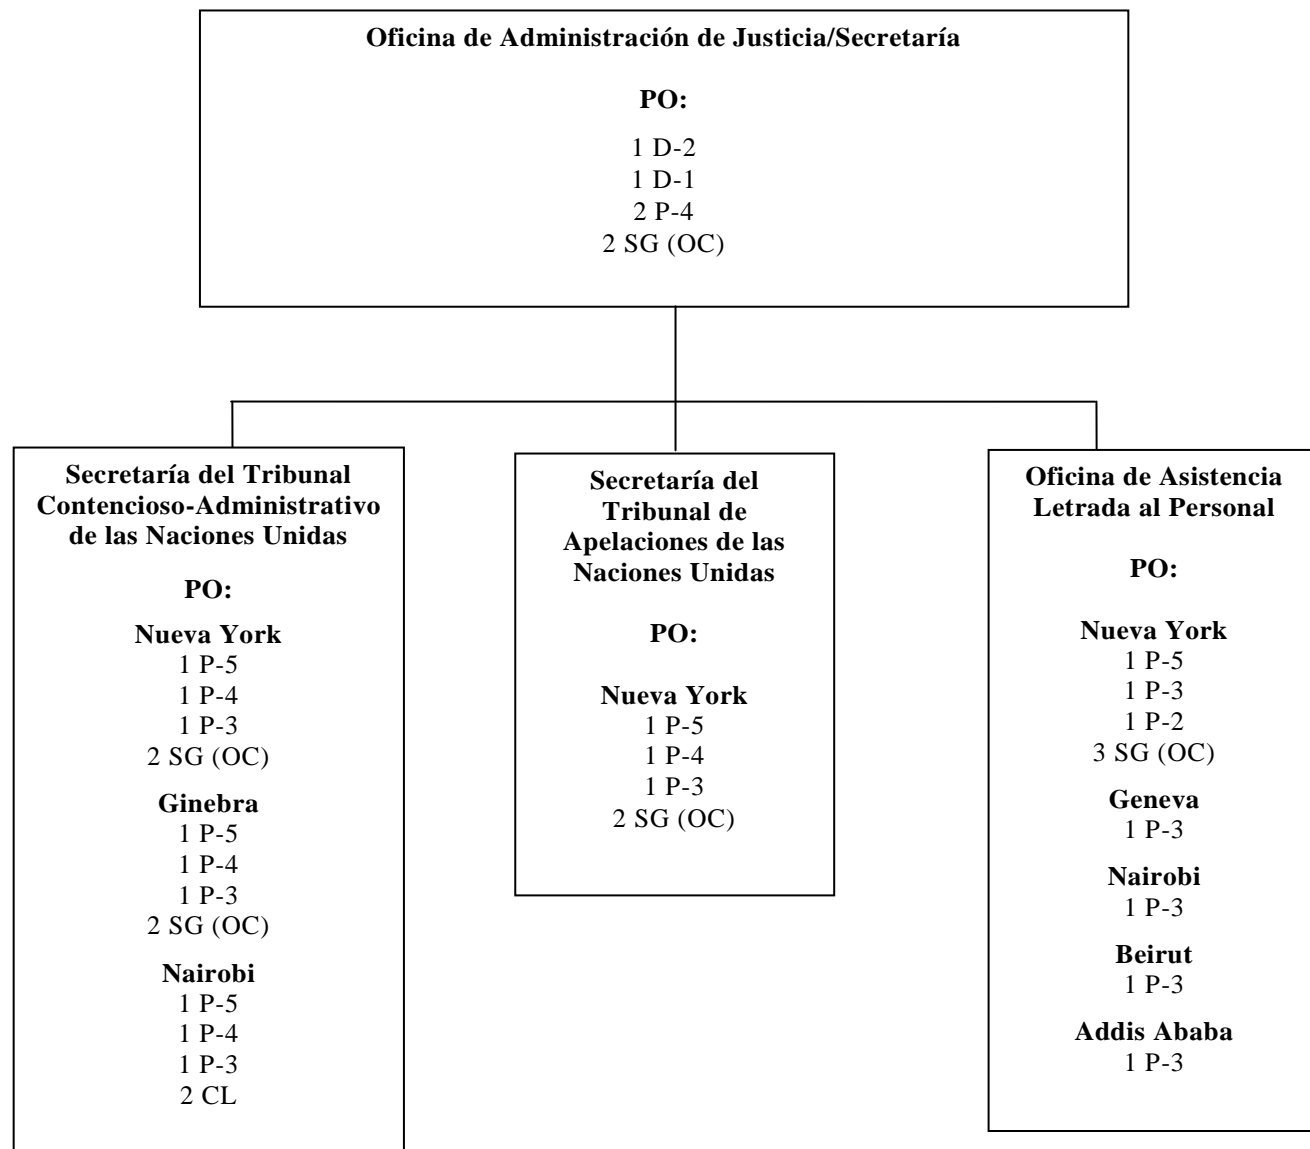 Oficina de Administración de Justicia/Secretaría
PO:
1 D-2
1 D-1
2 P-4
2 SG (OC)
Secretaría del Tribunal
Contencioso-Administrativo
de las Naciones Unidas
PO:
Nueva York
1 P-5
1 P-4
1 P-3
2 SG (OC)
Ginebra
1 P-5
1 P-4
1 P-3
2 SG (OC)
Nairobi
1 P-5
1 P-4
1 P-3
2 CL
Secretaría del
Tribunal de
Apelaciones de las
Naciones Unidas
PO:
Nueva York
1 P-5
1 P-4
1 P-3
2 SG (OC)
Oficina de Asistencia
Letrada al Personal
PO:
Nueva York
1 P-5
1 P-3
1 P-2
3 SG (OC)
Geneva
1 P-3
Nairobi
1 P-3
Beirut
1 P-3
Addis Ababa
1 P-3